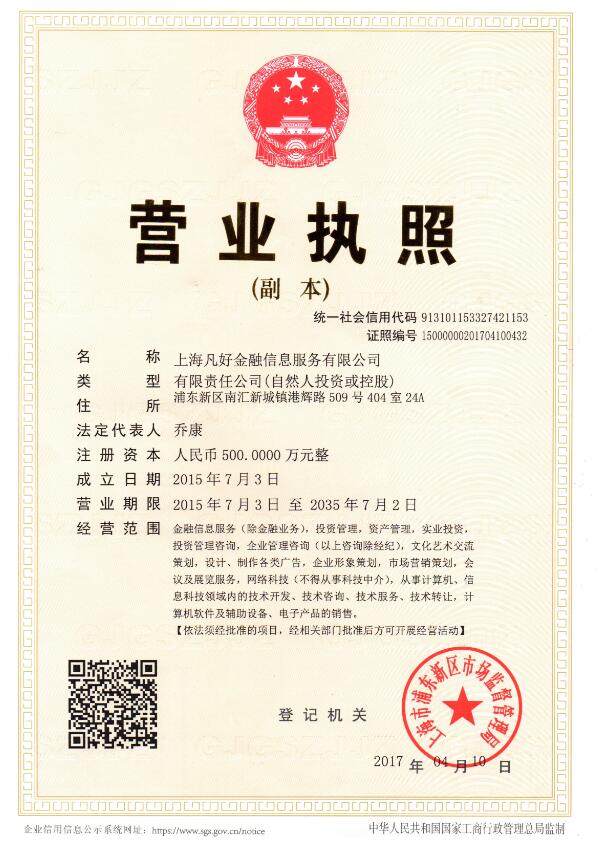 营业执照
(副 本)
统一社会信用代码 913101153327421153
证照编号 15000000201704100432
名 称 上海凡好金融信息服务有限公司
类 型 有限责任公司(自然人投资或控股)
住 所 浦东新区南汇新城镇港辉路 509 号 404 室 24A
法定代表人 乔康
注 册 资 本 人民币 500.0000 万元整
成 立 日 期 2015 年 7 月 3 日
营 业 期 限 2015 年 7 月 3 日 至 2035 年 7 月 2 日
经 营 范 围 金融信息服务（除金融业务），投资管理，资产管理，实业投资，
投资管理咨询，企业管理咨询（以上咨询除经纪），文化艺术交流
策划，设计、制作各类广告，企业形象策划，市场营销策划，会
议及展览服务，网络科技（不得从事科技中介），从事计算机、信
息科技领域内的技术开发、技术咨询、技术服务、技术转让，计
算机软件及辅助设备、电子产品的销售。
【依法须经批准的项目，经相关部门批准后方可开展经营活动】
登 记 机 关
上海市浦东新区市场监督管理局
2017 年 04 月 10 日
企业信用信息公示系统网址：https://www.sgs.gov.cn/notice
中华人民共和国国家工商行政管理总局监制